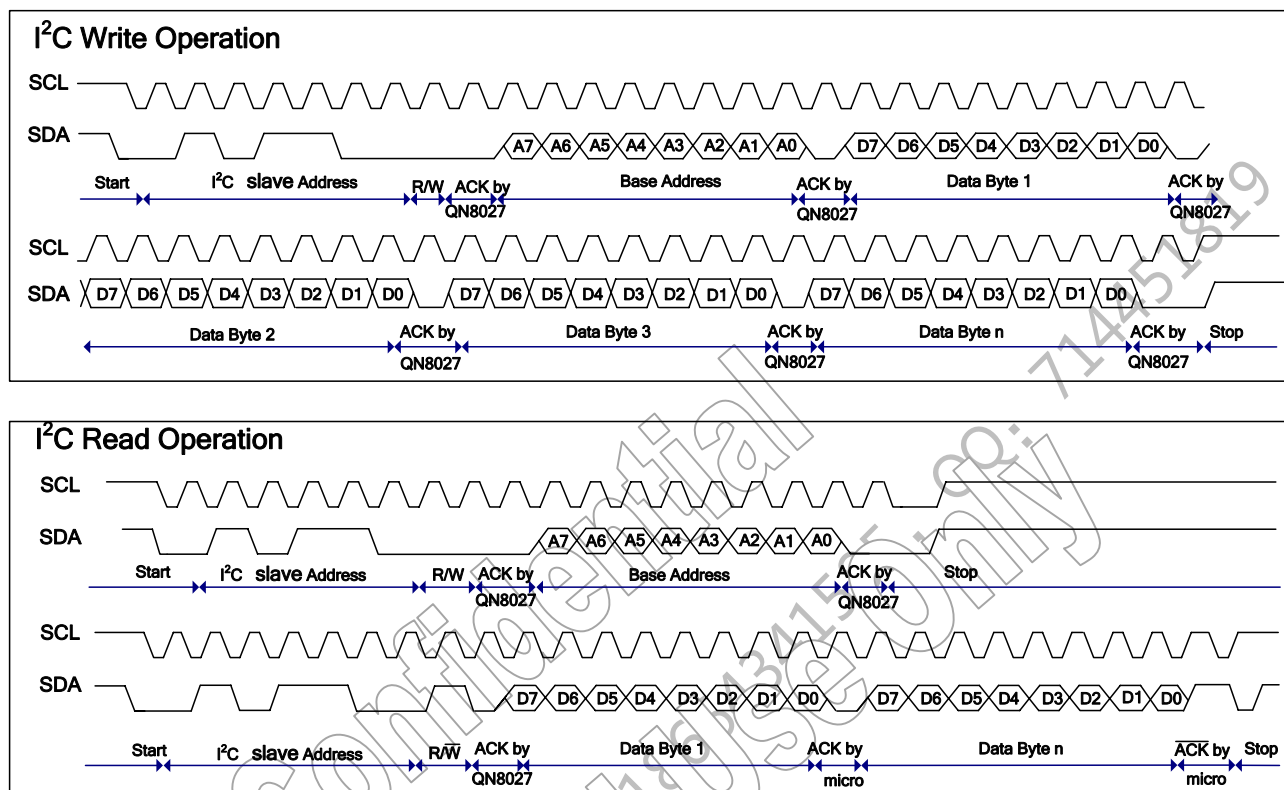 I²C Write Operation
SCL
SDA A7 A6 A5 A4 A3 A2 A1 A0 D7 D6 D5 D4 D3 D2 D1 D0
Start I²C slave Address R/W ACK by QN8027 Base Address ACK by QN8027 Data Byte 1 ACK by QN8027
SCL
SDA D7 D6 D5 D4 D3 D2 D1 D0 D7 D6 D5 D4 D3 D2 D1 D0 D7 D6 D5 D4 D3 D2 D1 D0
Data Byte 2 ACK by QN8027 Data Byte 3 ACK by QN8027 Data Byte n ACK by QN8027 Stop
I²C Read Operation
SCL
SDA A7 A6 A5 A4 A3 A2 A1 A0
Start I²C slave Address R/W ACK by QN8027 Base Address ACK by QN8027 Stop
SCL
SDA D7 D6 D5 D4 D3 D2 D1 D0 D7 D6 D5 D4 D3 D2 D1 D0
Start I²C slave Address R/W̅ ACK by QN8027 Data Byte 1 ACK by micro Data Byte n A̅C̅K̅ by micro Stop
Confidential
Use Only
QQ: 714451819